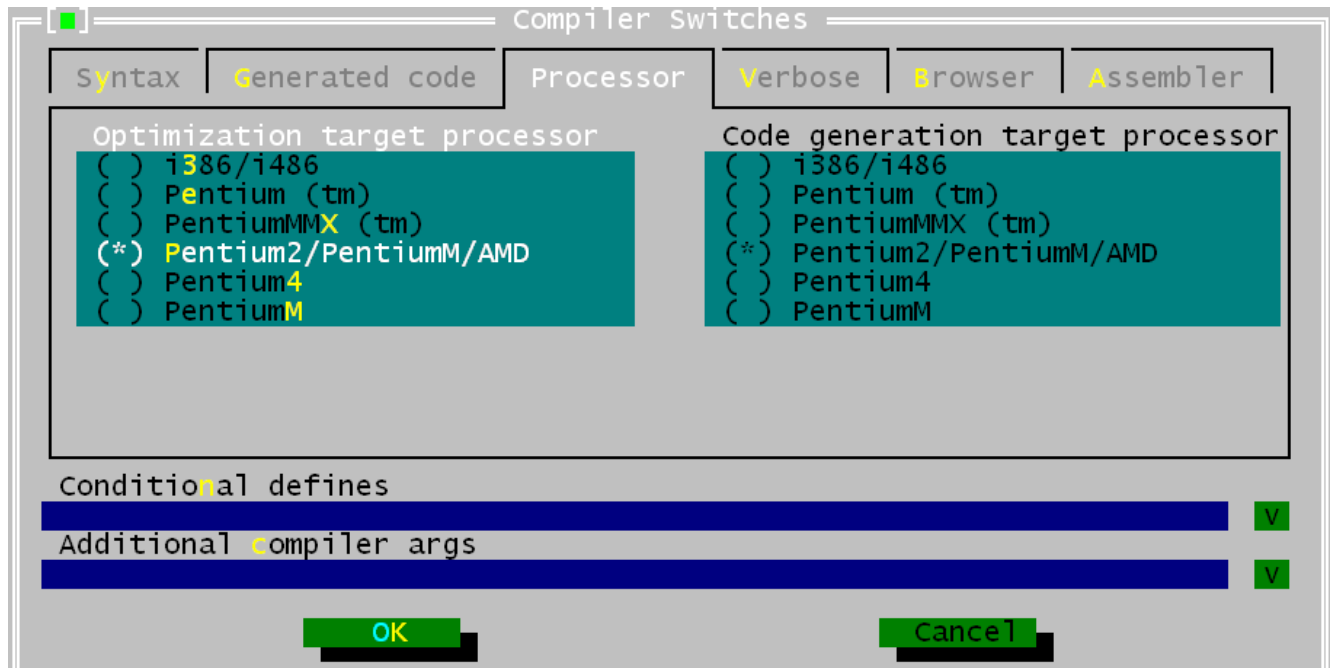 [■] Compiler Switches
Syntax Generated code Processor Verbose Browser Assembler
Optimization target processor
( ) i386/i486
( ) Pentium (tm)
( ) PentiumMMX (tm)
(*) Pentium2/PentiumM/AMD
( ) Pentium4
( ) PentiumM
Code generation target processor
( ) i386/i486
( ) Pentium (tm)
( ) PentiumMMX (tm)
(*) Pentium2/PentiumM/AMD
( ) Pentium4
( ) PentiumM
Conditional defines
V
Additional compiler args
V
OK Cancel